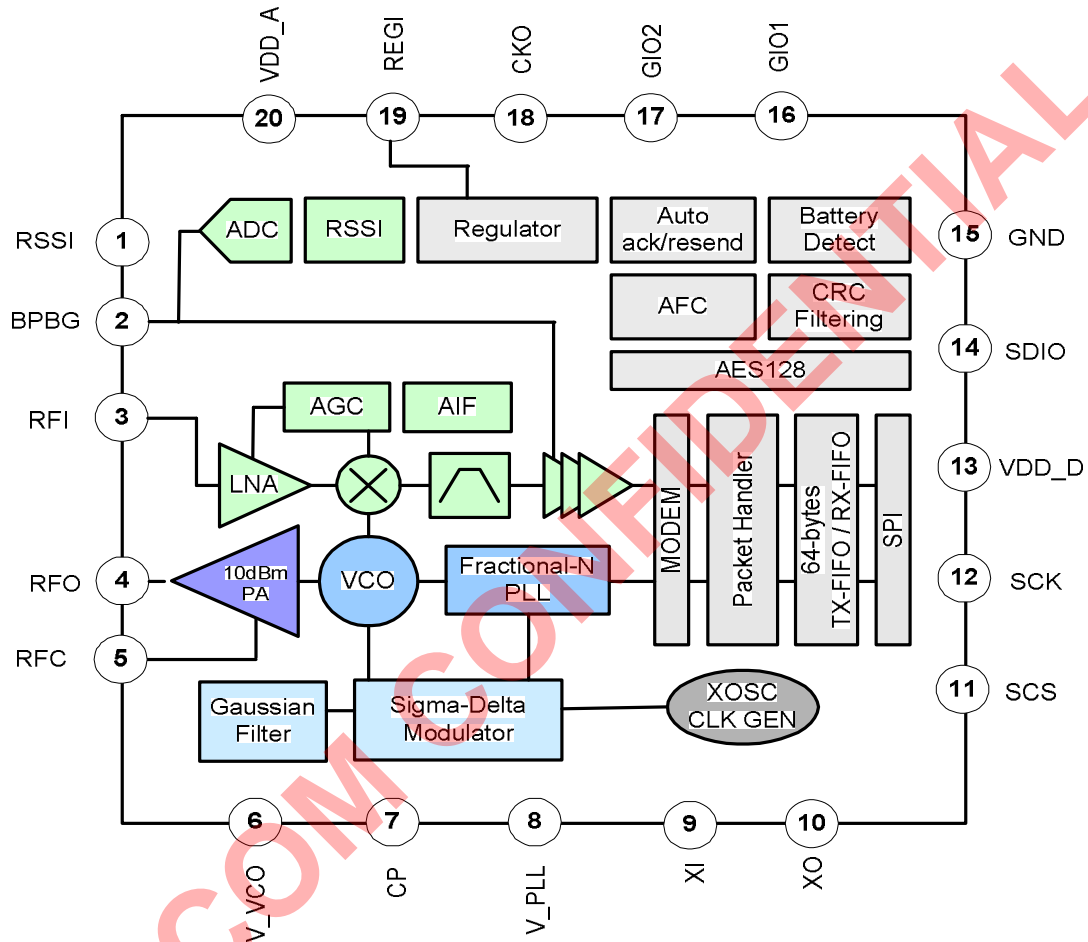 VDD_A
REGI
CKO
GIO2
GIO1
20
19
18
17
16
RSSI
1
ADC
RSSI
Regulator
Auto
ack/resend
Battery
Detect
15
GND
BPBG
2
AFC
CRC
Filtering
14
SDIO
AES128
RFI
3
AGC
AIF
LNA
MODEM
Packet Handler
64-bytes
TX-FIFO / RX-FIFO
SPI
13
VDD_D
RFO
4
10dBm
PA
VCO
Fractional-N
PLL
12
SCK
RFC
5
Gaussian
Filter
Sigma-Delta
Modulator
XOSC
CLK GEN
11
SCS
6
7
8
9
10
V_VCO
CP
V_PLL
XI
XO
COM CONFIDENTIAL